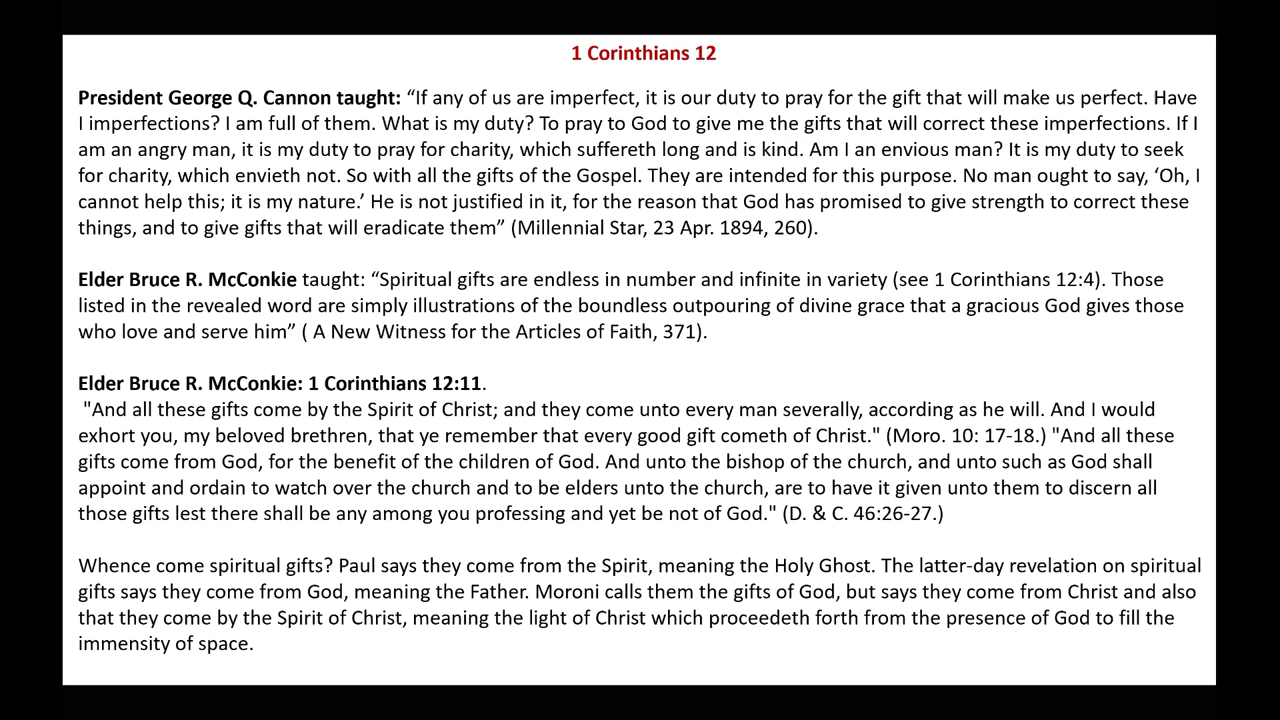 1 Corinthians 12
President George Q. Cannon taught: “If any of us are imperfect, it is our duty to pray for the gift that will make us perfect. Have
I imperfections? I am full of them. What is my duty? To pray to God to give me the gifts that will correct these imperfections. If I
am an angry man, it is my duty to pray for charity, which suffereth long and is kind. Am I an envious man? It is my duty to seek
for charity, which envieth not. So with all the gifts of the Gospel. They are intended for this purpose. No man ought to say, ‘Oh, I
cannot help this; it is my nature.’ He is not justified in it, for the reason that God has promised to give strength to correct these
things, and to give gifts that will eradicate them” (Millennial Star, 23 Apr. 1894, 260).
Elder Bruce R. McConkie taught: “Spiritual gifts are endless in number and infinite in variety (see 1 Corinthians 12:4). Those
listed in the revealed word are simply illustrations of the boundless outpouring of divine grace that a gracious God gives those
who love and serve him” ( A New Witness for the Articles of Faith, 371).
Elder Bruce R. McConkie: 1 Corinthians 12:11.
"And all these gifts come by the Spirit of Christ; and they come unto every man severally, according as he will. And I would
exhort you, my beloved brethren, that ye remember that every good gift cometh of Christ." (Moro. 10: 17-18.) "And all these
gifts come from God, for the benefit of the children of God. And unto the bishop of the church, and unto such as God shall
appoint and ordain to watch over the church and to be elders unto the church, are to have it given unto them to discern all
those gifts lest there shall be any among you professing and yet be not of God." (D. & C. 46:26-27.)
Whence come spiritual gifts? Paul says they come from the Spirit, meaning the Holy Ghost. The latter-day revelation on spiritual
gifts says they come from God, meaning the Father. Moroni calls them the gifts of God, but says they come from Christ and also
that they come by the Spirit of Christ, meaning the light of Christ which proceedeth forth from the presence of God to fill the
immensity of space.